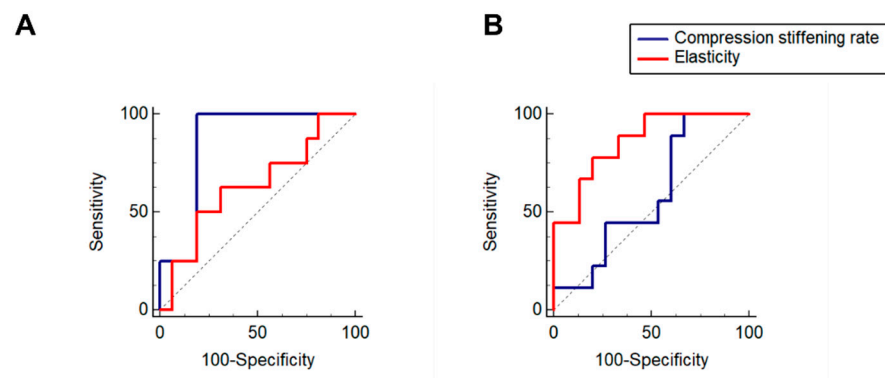 A
B
Compression stiffening rate
Elasticity
100
50
0
Sensitivity
0 50 100
100-Specificity
100
50
0
Sensitivity
0 50 100
100-Specificity